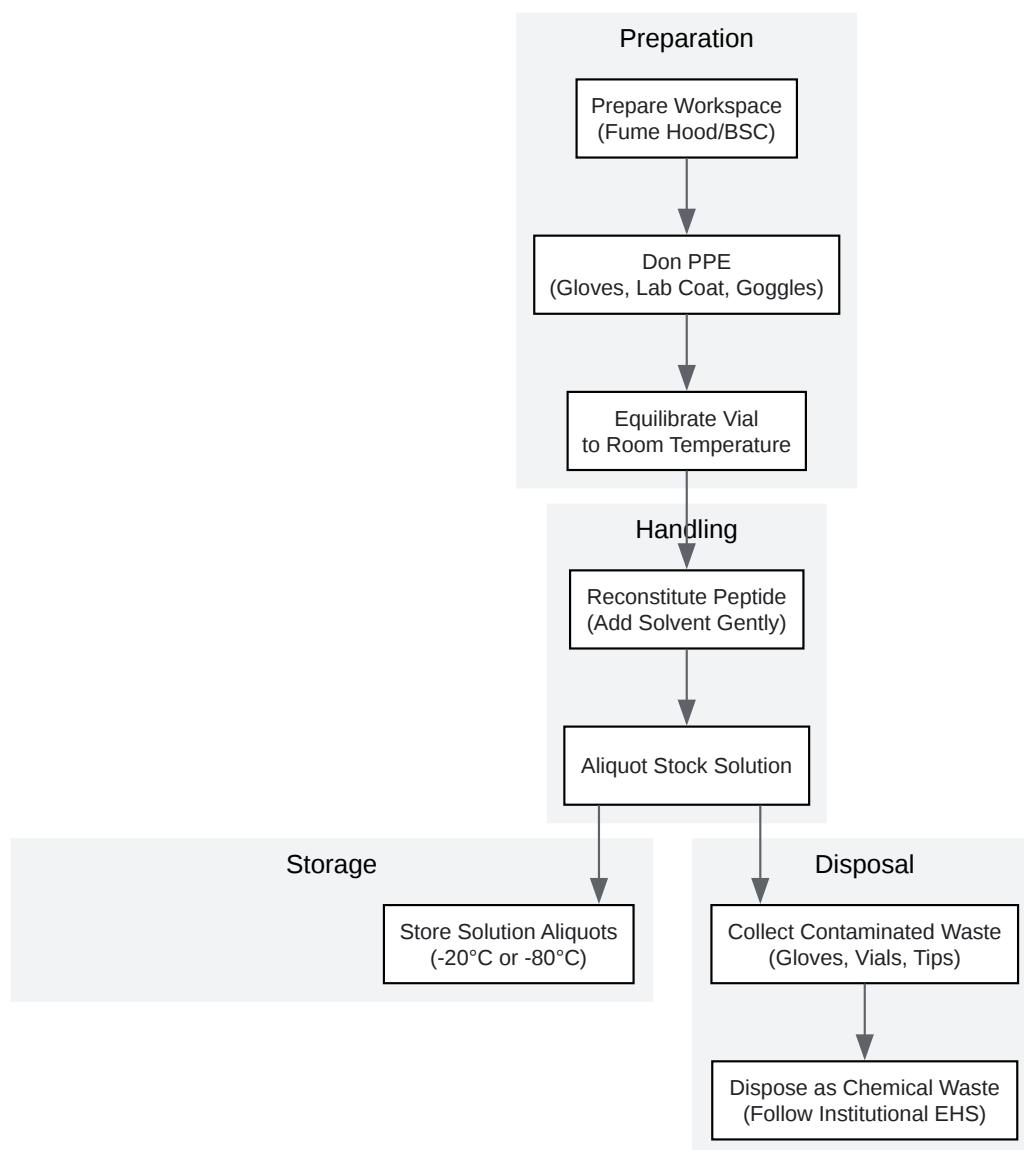 Preparation
Prepare Workspace
(Fume Hood/BSC)
Don PPE
(Gloves, Lab Coat, Goggles)
Equilibrate Vial
to Room Temperature
Handling
Reconstitute Peptide
(Add Solvent Gently)
Aliquot Stock Solution
Storage
Store Solution Aliquots
(-20°C or -80°C)
Disposal
Collect Contaminated Waste
(Gloves, Vials, Tips)
Dispose as Chemical Waste
(Follow Institutional EHS)